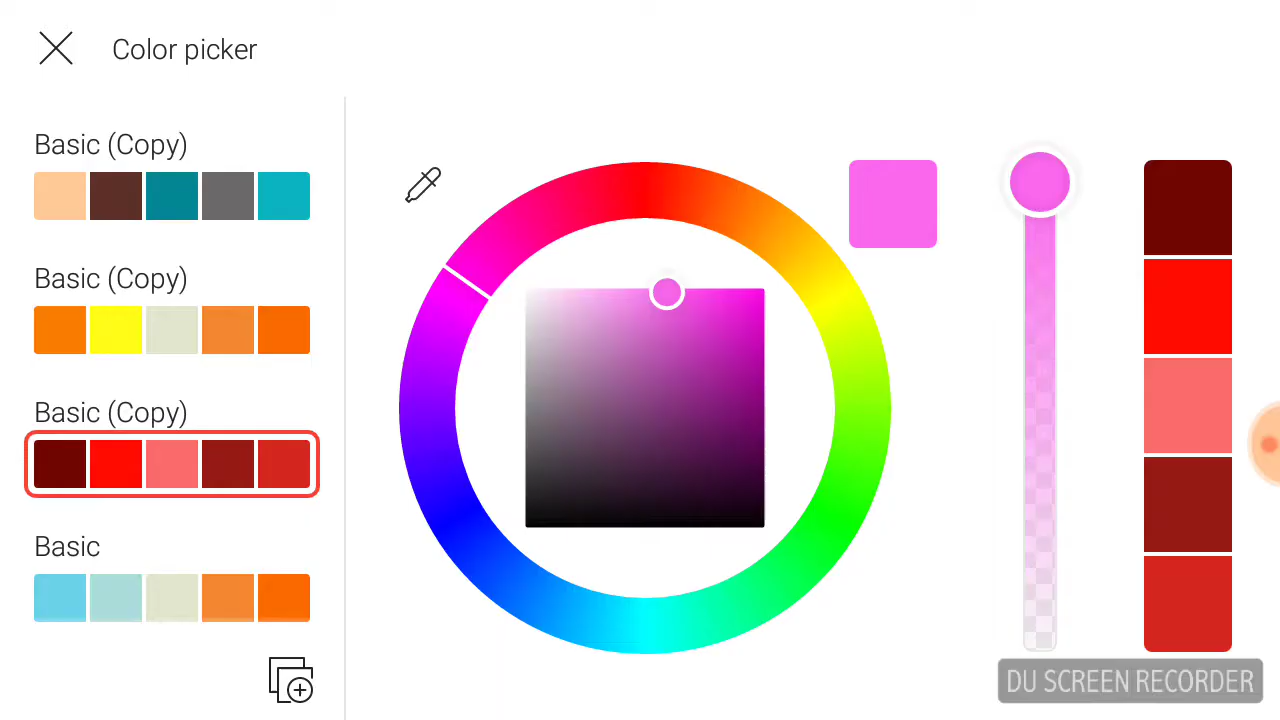 Color picker
Basic (Copy)
Basic (Copy)
Basic (Copy)
Basic
DU SCREEN RECORDER